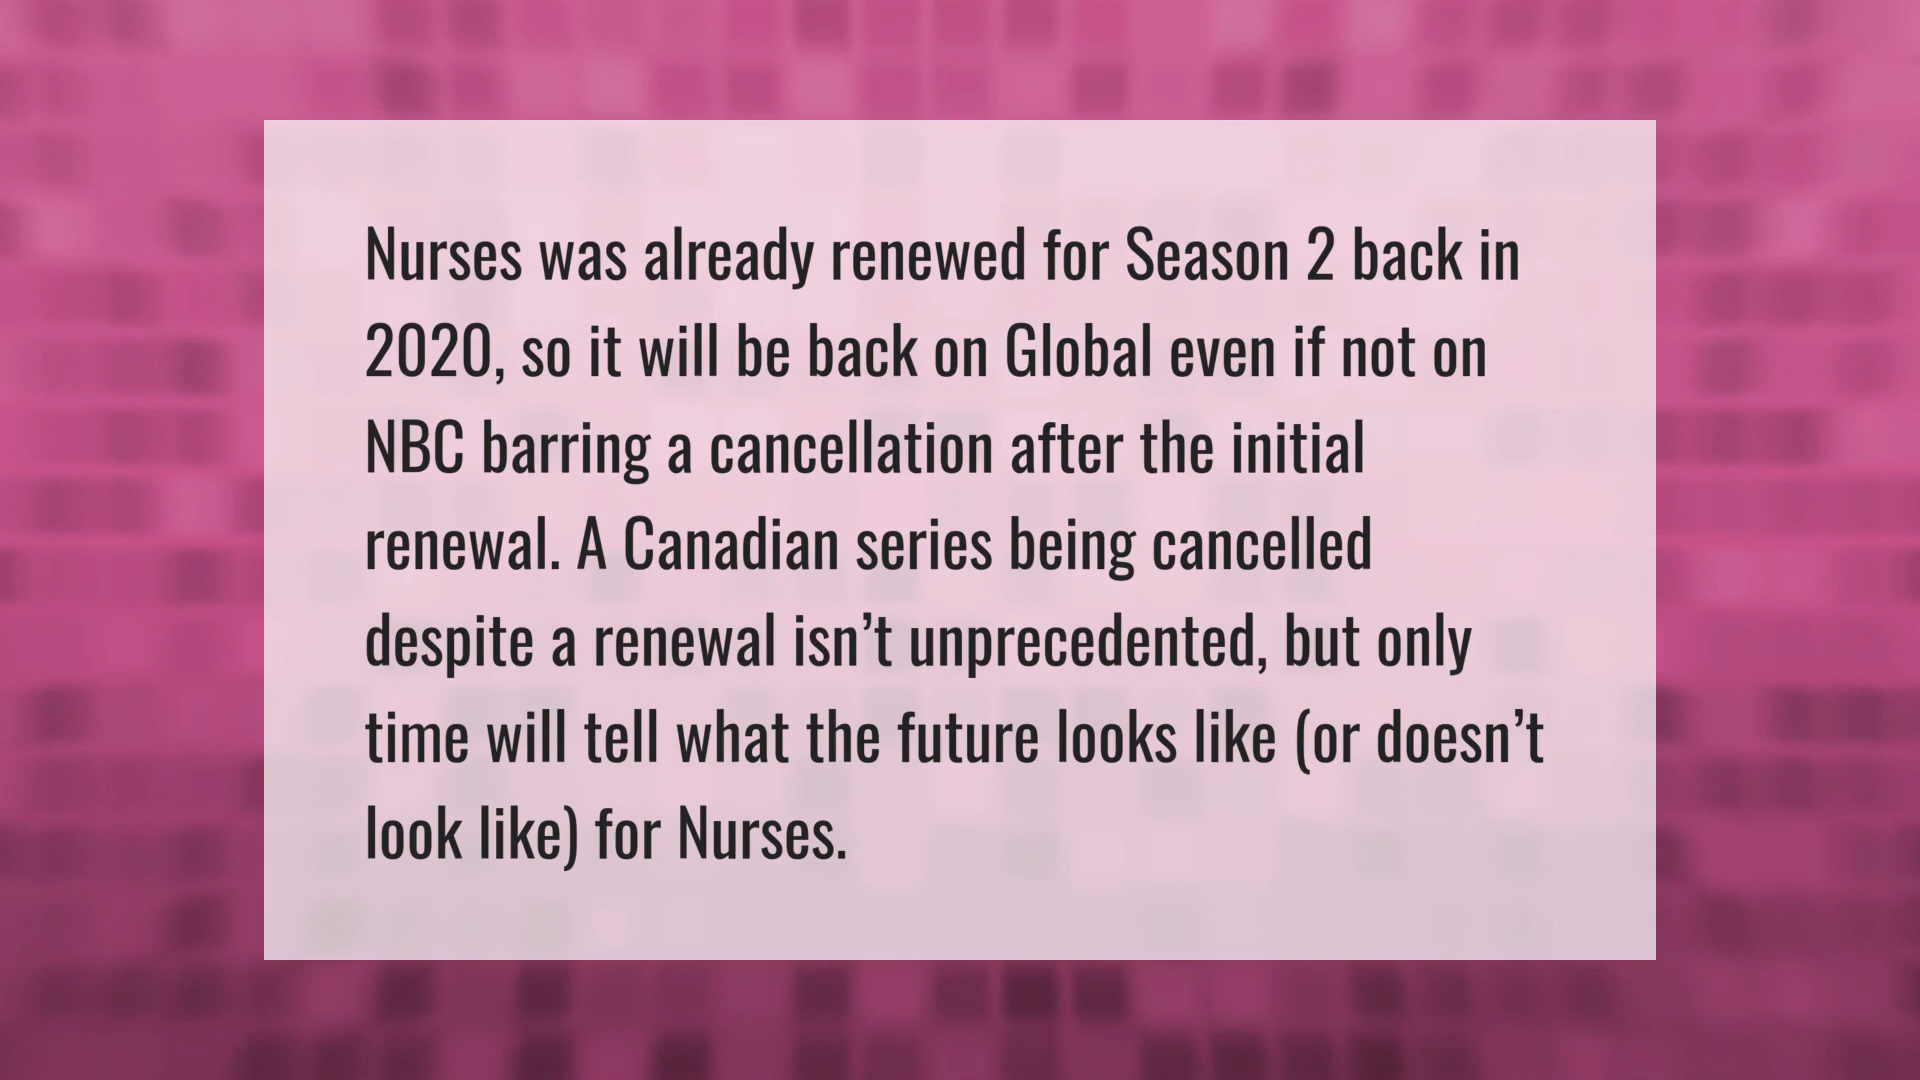 Nurses was already renewed for Season 2 back in
2020, so it will be back on Global even if not on
NBC barring a cancellation after the initial
renewal. A Canadian series being cancelled
despite a renewal isn’t unprecedented, but only
time will tell what the future looks like (or doesn’t
look like) for Nurses.